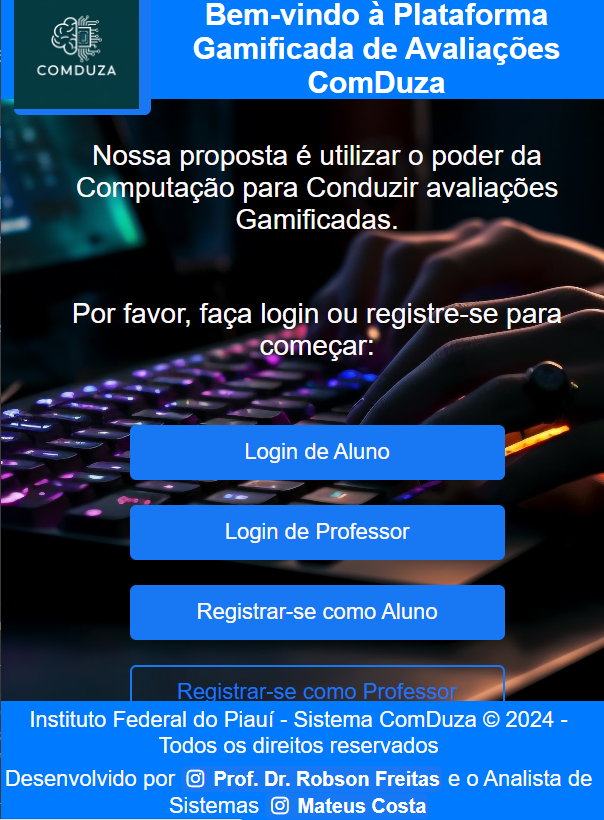 COMDUZA
Bem-vindo à Plataforma
Gamificada de Avaliações
ComDuza
Nossa proposta é utilizar o poder da
Computação para Conduzir avaliações
Gamificadas.
Por favor, faça login ou registre-se para
começar:
Login de Aluno
Login de Professor
Registrar-se como Aluno
Registrar-se como Professor
Instituto Federal do Piauí - Sistema ComDuza © 2024 -
Todos os direitos reservados
Desenvolvido por Prof. Dr. Robson Freitas e o Analista de
Sistemas Mateus Costa